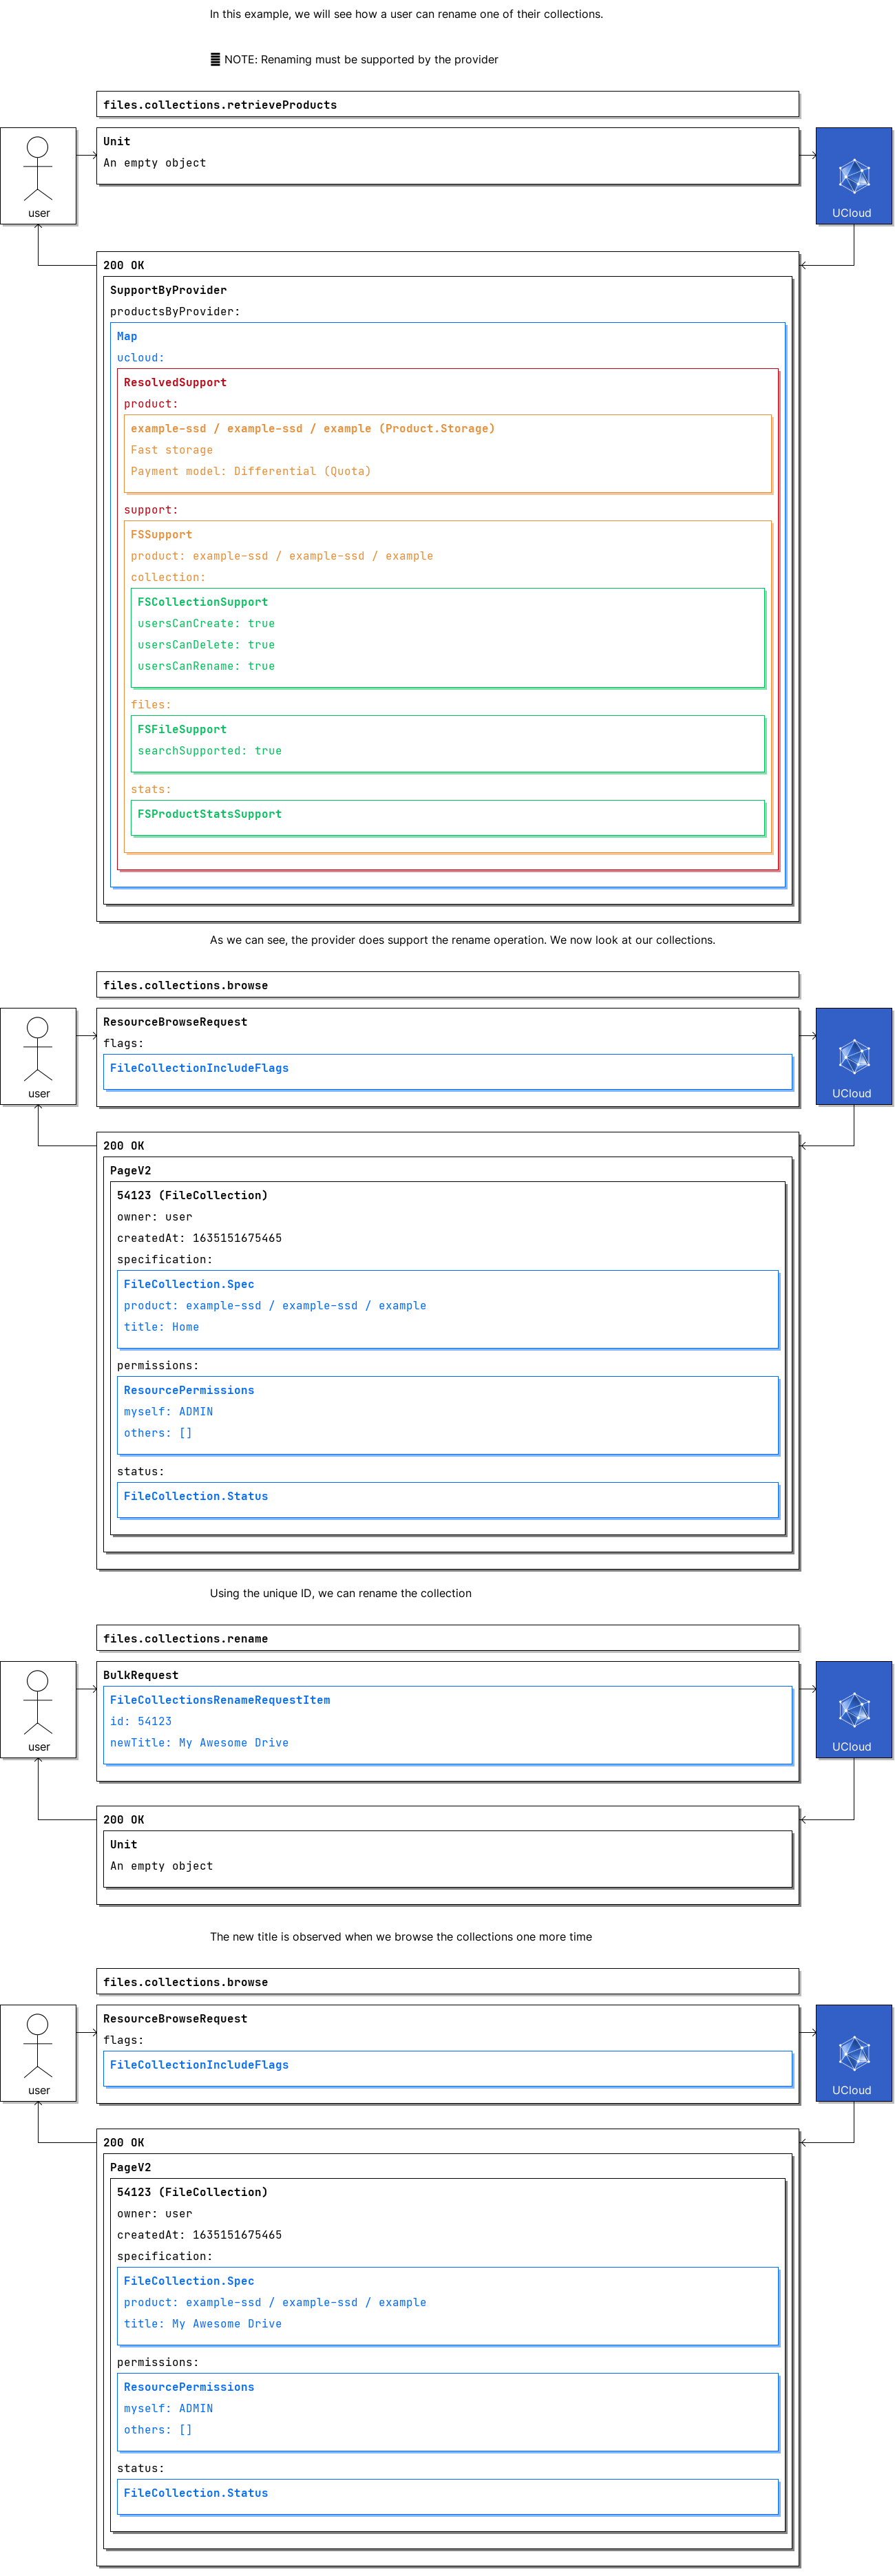 In this example, we will see how a user can rename one of their collections.
NOTE: Renaming must be supported by the provider
files.collections.retrieveProducts
Unit
An empty object
user
UCloud
200 OK
SupportByProvider
productsByProvider:
Map
ucloud:
ResolvedSupport
product:
example-ssd / example-ssd / example (Product.Storage)
Fast storage
Payment model: Differential (Quota)
support:
FSSupport
product: example-ssd / example-ssd / example
collection:
FSCollectionSupport
usersCanCreate: true
usersCanDelete: true
usersCanRename: true
files:
FSFileSupport
searchSupported: true
stats:
FSProductStatsSupport
As we can see, the provider does support the rename operation. We now look at our collections.
files.collections.browse
ResourceBrowseRequest
flags:
FileCollectionIncludeFlags
user
UCloud
200 OK
PageV2
54123 (FileCollection)
owner: user
createdAt: 1635151675465
specification:
FileCollection.Spec
product: example-ssd / example-ssd / example
title: Home
permissions:
ResourcePermissions
myself: ADMIN
others: []
status:
FileCollection.Status
Using the unique ID, we can rename the collection
files.collections.rename
BulkRequest
FileCollectionsRenameRequestItem
id: 54123
newTitle: My Awesome Drive
user
UCloud
200 OK
Unit
An empty object
The new title is observed when we browse the collections one more time
files.collections.browse
ResourceBrowseRequest
flags:
FileCollectionIncludeFlags
user
UCloud
200 OK
PageV2
54123 (FileCollection)
owner: user
createdAt: 1635151675465
specification:
FileCollection.Spec
product: example-ssd / example-ssd / example
title: My Awesome Drive
permissions:
ResourcePermissions
myself: ADMIN
others: []
status:
FileCollection.Status